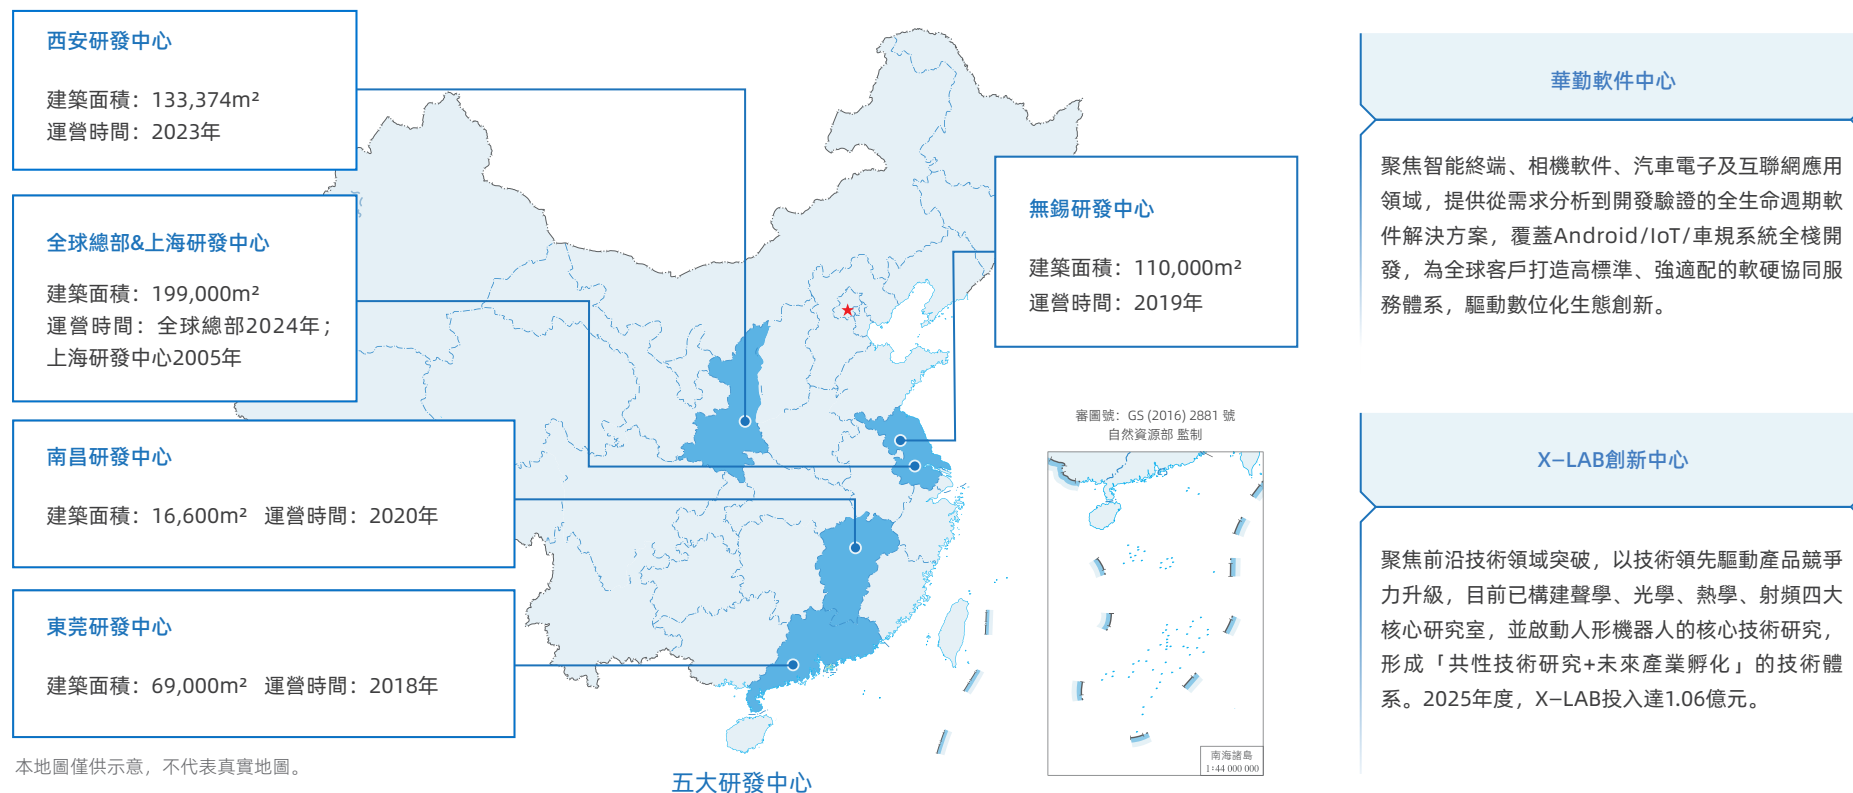 西安研發中心
建築面積：133,374m²
運營時間：2023年
全球總部&上海研發中心
建築面積：199,000m²
運營時間：全球總部2024年；
上海研發中心2005年
南昌研發中心
建築面積：16,600m² 運營時間：2020年
東莞研發中心
建築面積：69,000m² 運營時間：2018年
本地圖僅供示意，不代表真實地圖。
無錫研發中心
建築面積：110,000m²
運營時間：2019年
審圖號：GS (2016) 2881 號
自然資源部 監制
南海諸島
1:44 000 000
五大研發中心
華勤軟件中心
聚焦智能終端、相機軟件、汽車電子及互聯網應用
領域，提供從需求分析到開發驗證的全生命週期軟
件解決方案，覆蓋Android/IoT/車規系統全棧開
發，為全球客戶打造高標準、強適配的軟硬協同服
務體系，驅動數位化生態創新。
X–LAB創新中心
聚焦前沿技術領域突破，以技術領先驅動產品競爭
力升級，目前已構建聲學、光學、熱學、射頻四大
核心研究室，並啟動人形機器人的核心技術研究，
形成「共性技術研究+未來產業孵化」的技術體
系。2025年度，X–LAB投入達1.06億元。